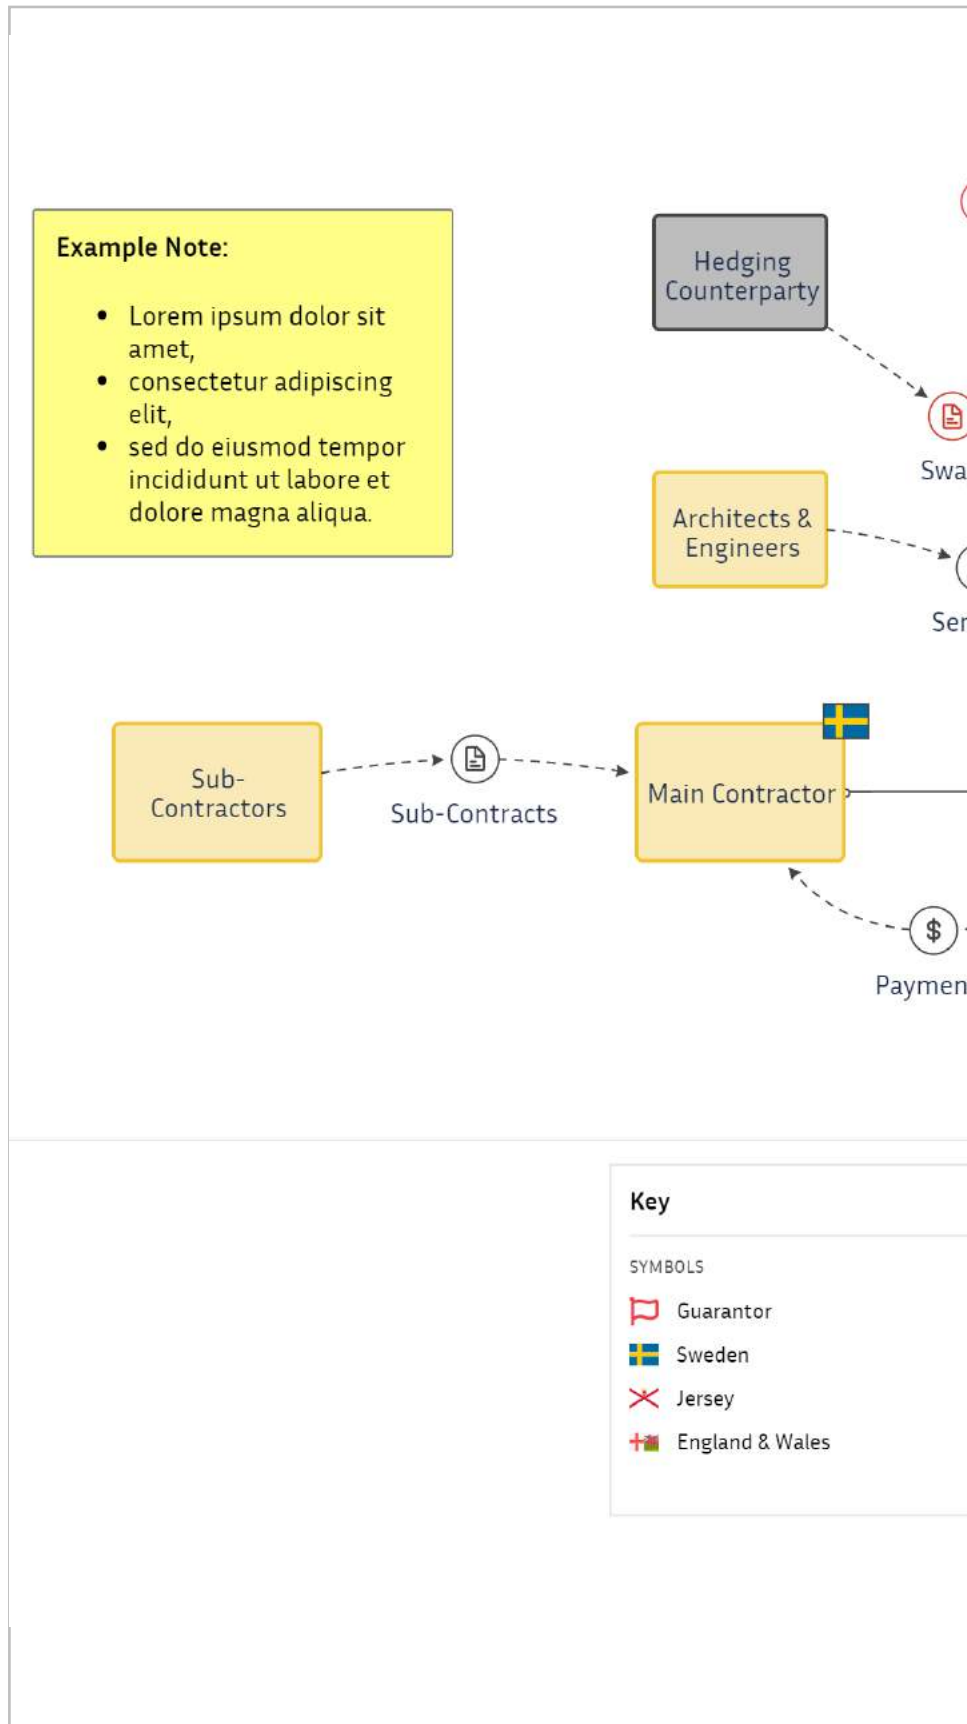 Example Note:
• Lorem ipsum dolor sit
amet,
• consectetur adipiscing
elit,
• sed do eiusmod tempor
incididunt ut labore et
dolore magna aliqua.
Hedging
Counterparty
Swa
Architects &
Engineers
Ser
Sub-
Contractors
Sub-Contracts
Main Contractor
$
Paymen
Key
SYMBOLS
Guarantor
Sweden
Jersey
England & Wales